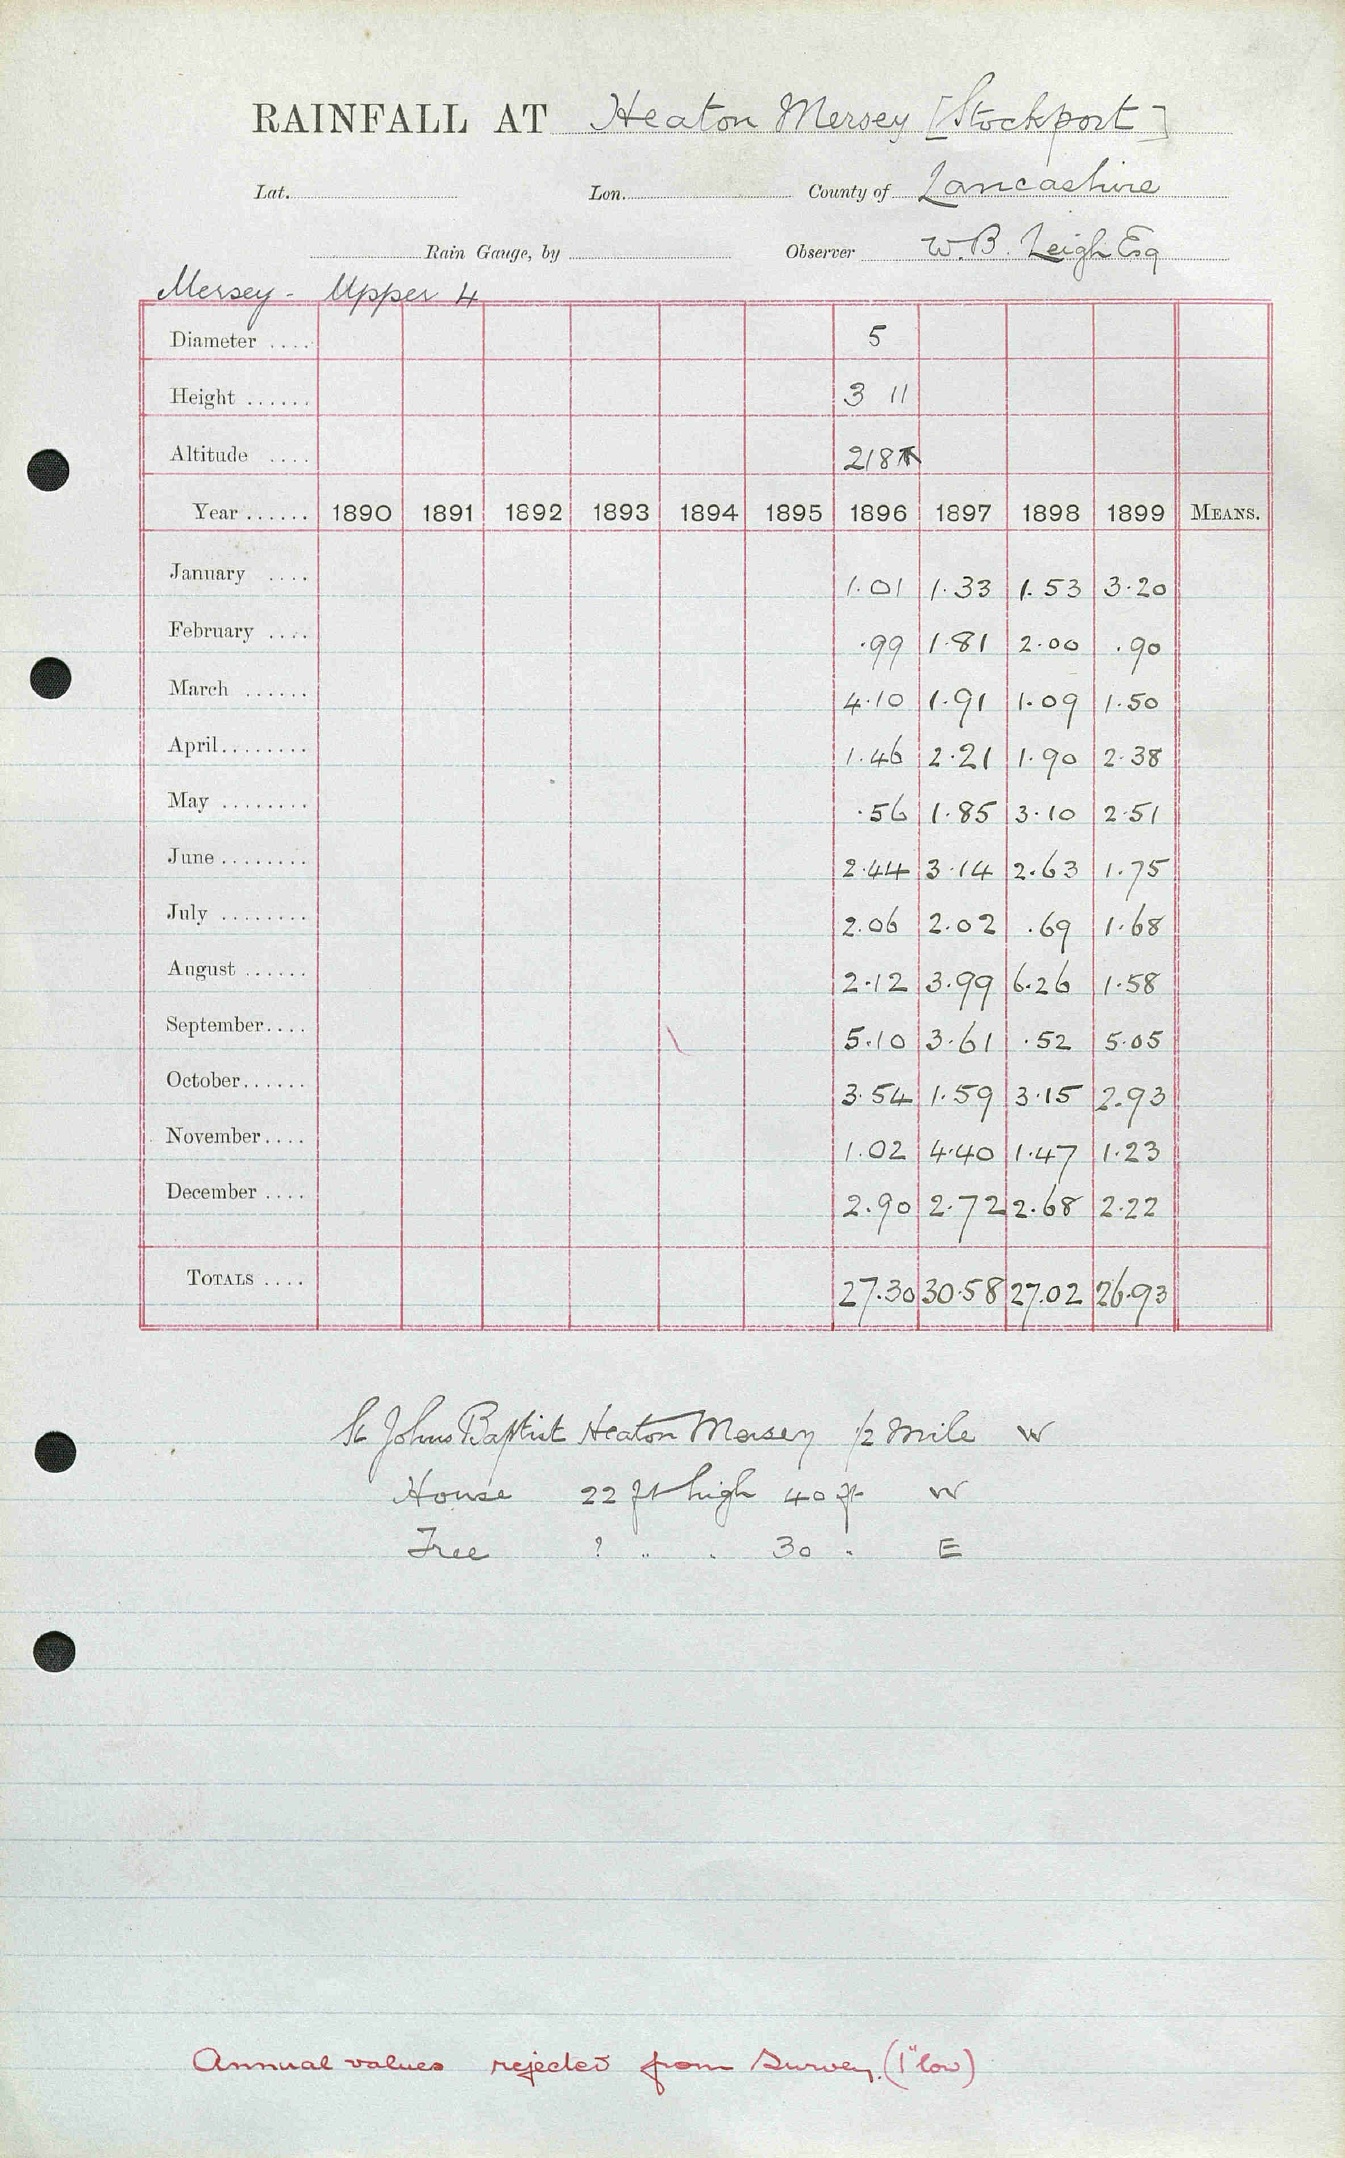 RAINFALL AT Heaton Mersey [Stockport]
Lat. Lon. County of Lancashire
Rain Gauge, by Observer W. B. Leigh Esq
Mersey - Upper 4
Diameter .... 5
Height ...... 3 11
Altitude .... 218
Year ...... 1890 1891 1892 1893 1894 1895 1896 1897 1898 1899 MEANS.
January .... 1.01 1.33 1.53 3.20
February .... .99 1.81 2.00 .90
March ...... 4.10 1.91 1.09 1.50
April........ 1.46 2.21 1.90 2.38
May ........ .56 1.85 3.10 2.51
June ........ 2.44 3.14 2.63 1.75
July ........ 2.06 2.02 .69 1.68
August ...... 2.12 3.99 6.26 1.58
September.... 5.10 3.61 .52 5.05
October...... 3.54 1.59 3.15 2.93
November.... 1.02 4.40 1.47 1.23
December .... 2.90 2.72 2.68 2.22
TOTALS .... 27.30 30.58 27.02 26.93
St Johns Baptist Heaton Mersey 1/2 Mile W
House 22 ft high 40 ft W
Tree ? " " 30 " E
Annual values rejected from Survey. (1" low)